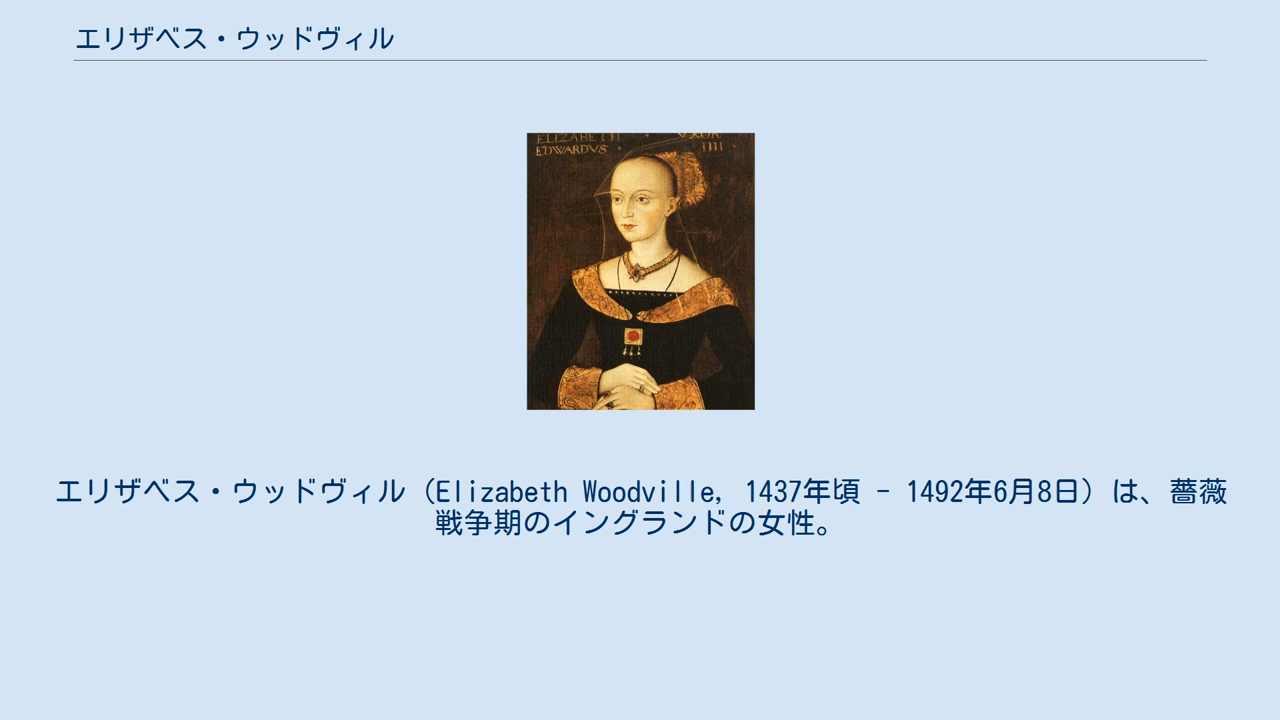 エリザベス・ウッドヴィル
ELIZABETH UXOR
EDWARDVS IIII
エリザベス・ウッドヴィル（Elizabeth Woodville, 1437年頃 - 1492年6月8日）は、薔薇
戦争期のイングランドの女性。